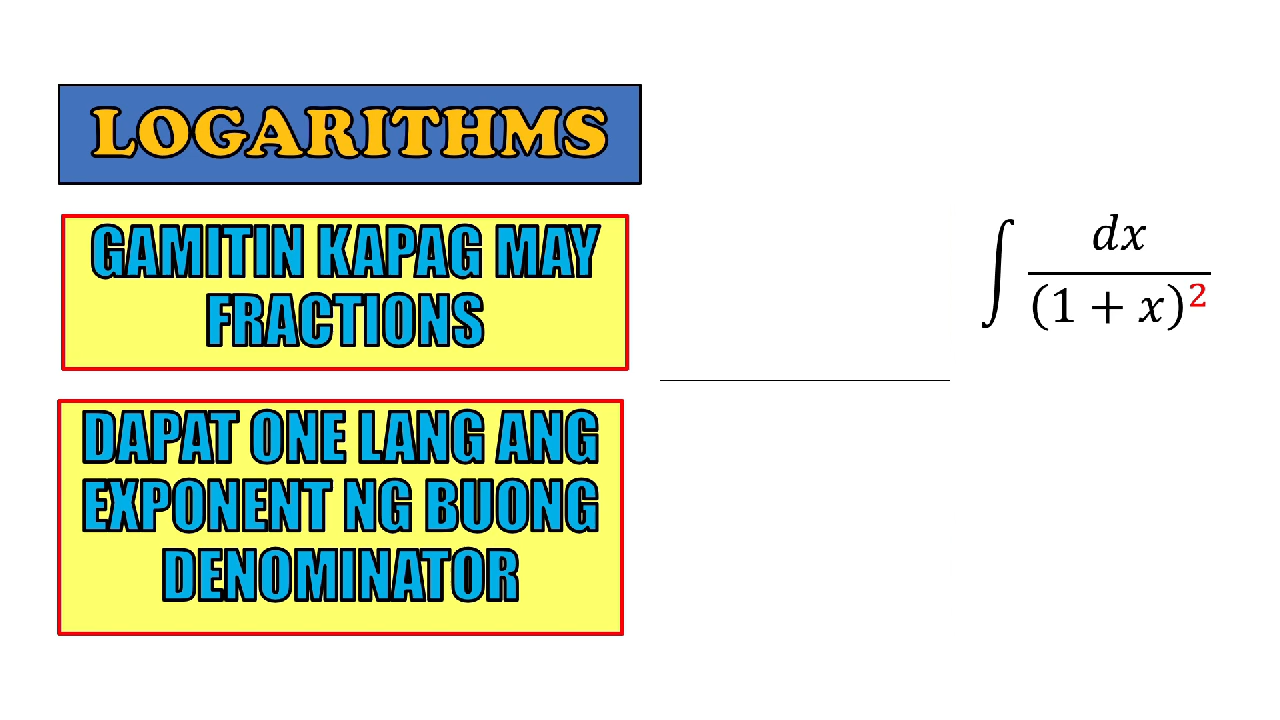 LOGARITHMS
GAMITIN KAPAG MAY
FRACTIONS
DAPAT ONE LANG ANG
EXPONENT NG BUONG
DENOMINATOR
∫ dx / (1 + x)²